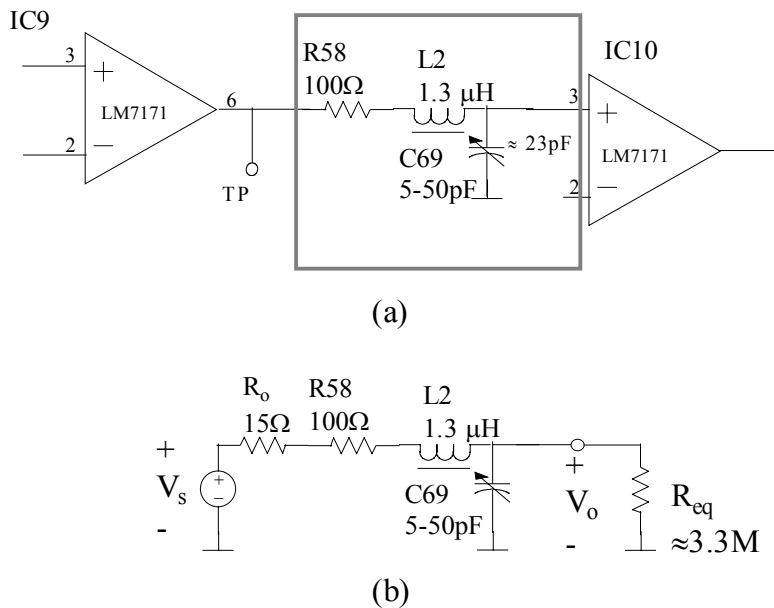 IC9
R58
100Ω
L2
1.3 μH
IC10
3
+
LM7171
6
2
−
TP
C69
5-50pF
≈ 23pF
3
+
LM7171
2
−
(a)
Ro
15Ω
R58
100Ω
L2
1.3 μH
+
Vs
-
+
−
C69
5-50pF
+
Vo
-
Req
≈3.3M
(b)